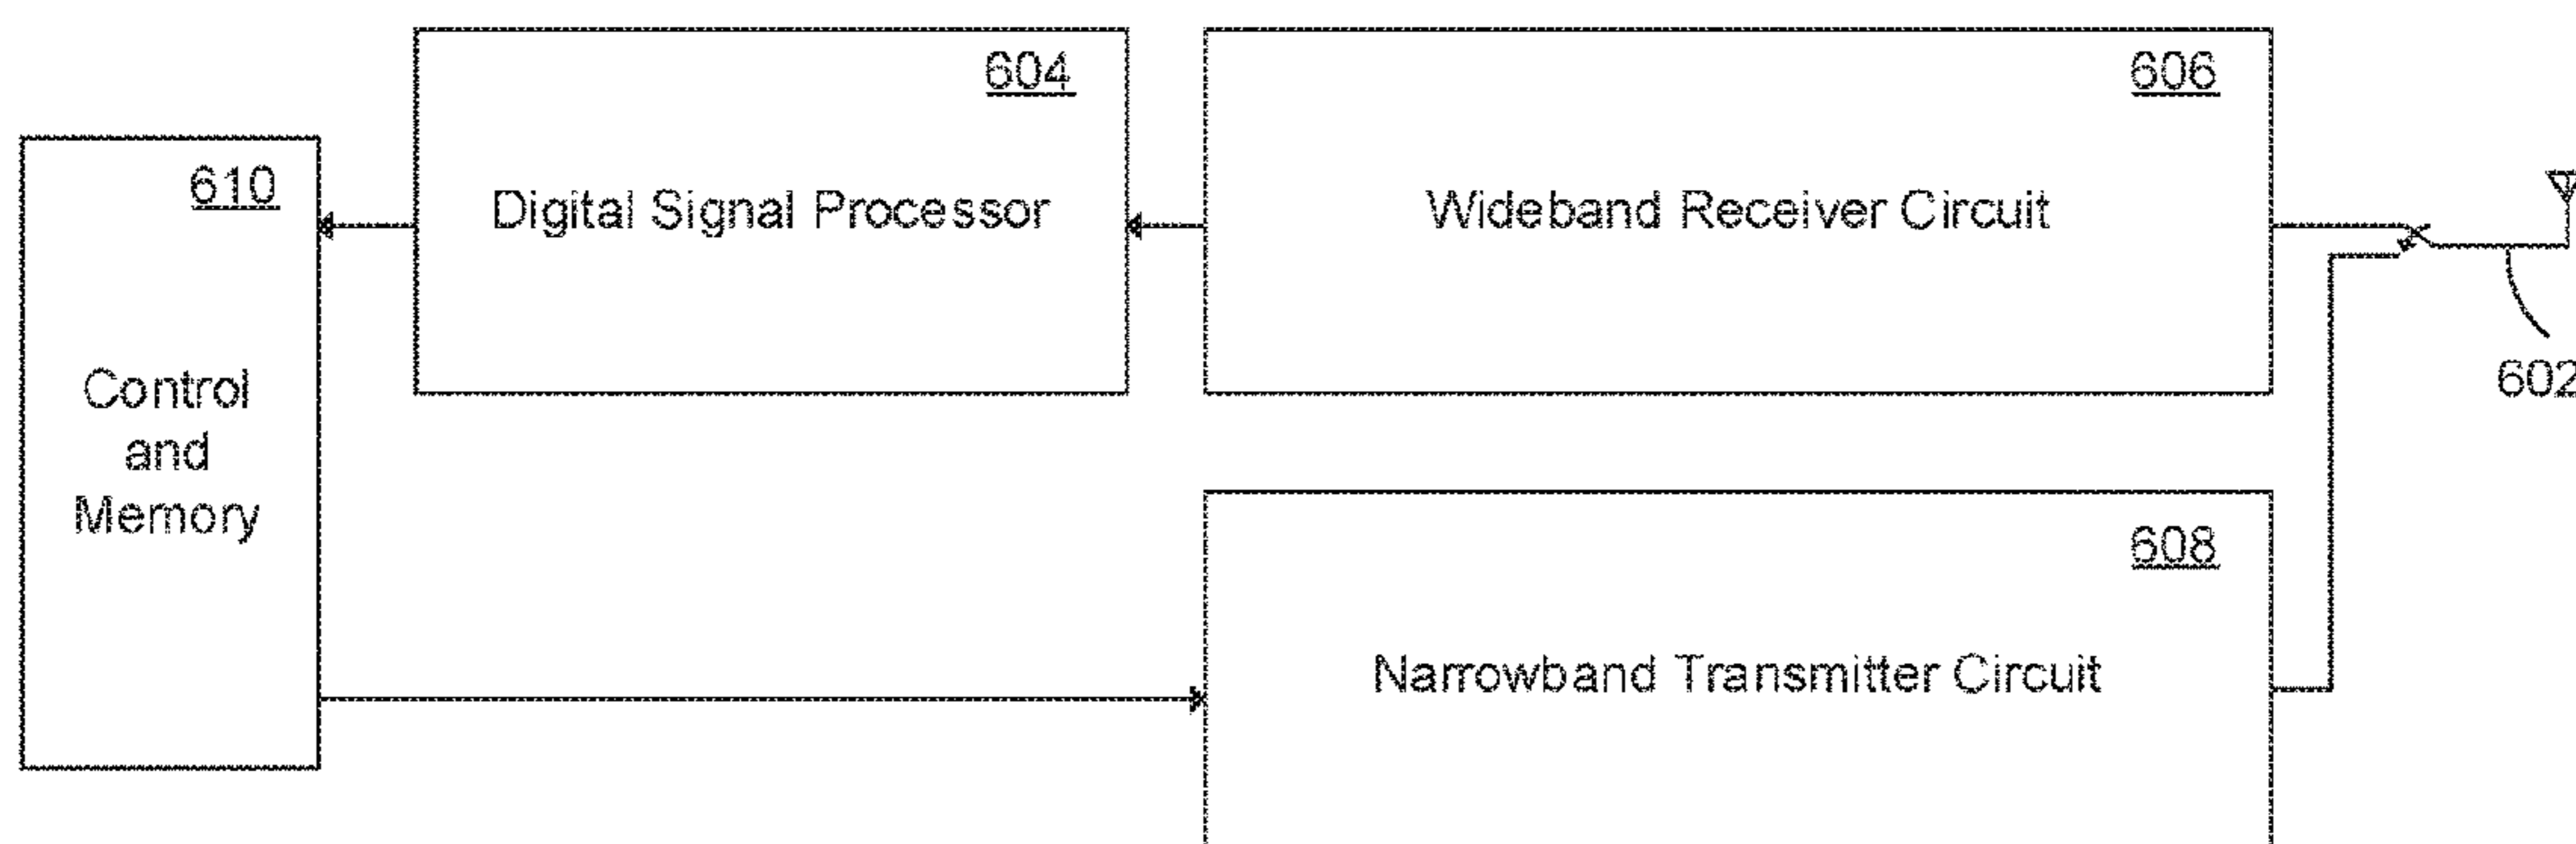 604
Digital Signal Processor
606
Wideband Receiver Circuit
610
Control
and
Memory
602
608
Narrowband Transmitter Circuit